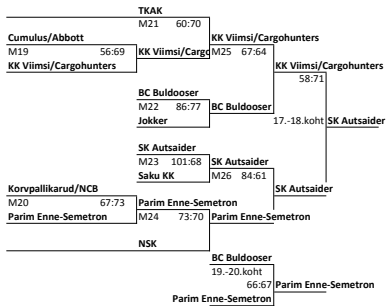 TKAK
M21 60:70
Cumulus/Abbott KK Viimsi/Cargohunters
M19 56:69 KK Viimsi/Cargo M25 67:64
KK Viimsi/Cargohunters KK Viimsi/Cargohunters
58:71
BC Buldooser
M22 86:77 BC Buldooser
Jokker 17.-18.koht SK Autsaider
SK Autsaider
M23 101:68 SK Autsaider
Saku KK M26 84:61
Korvpallikarud/NCB SK Autsaider
M20 67:73 Parim Enne-Semetron
Parim Enne-Semetron M24 73:70 Parim Enne-Semetron
NSK
BC Buldooser
19.-20.koht
66:67 Parim Enne-Semetron
Parim Enne-Semetron